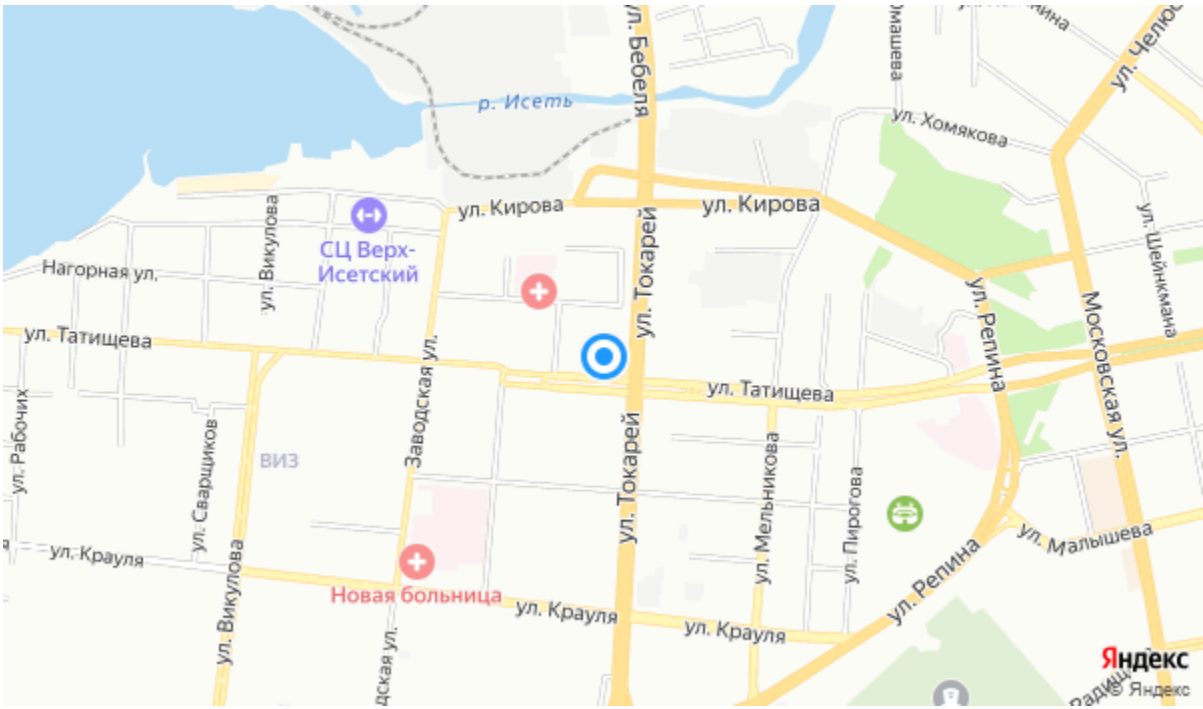 ул. Бебеля
р. Исеть
ул. Хомякова
ул. Челюс
ул. Кирова
ул. Кирова
СЦ Верх-
Исетский
ул. Викулова
Нагорная ул.
ул. Токарей
ул. Репина
ул. Шейнкмана
Московская ул.
ул. Татищева
Заводская ул.
ул. Татищева
ул. Рабочих
ул. Сварщиков
ВИЗ
ул. Токарей
ул. Мельникова
ул. Пирогова
ул. Малышева
ул. Крауля
ул. Викулова
Новая больница
ул. Крауля
ул. Крауля
ул. Репина
дская ул.
Яндекс
© Яндекс